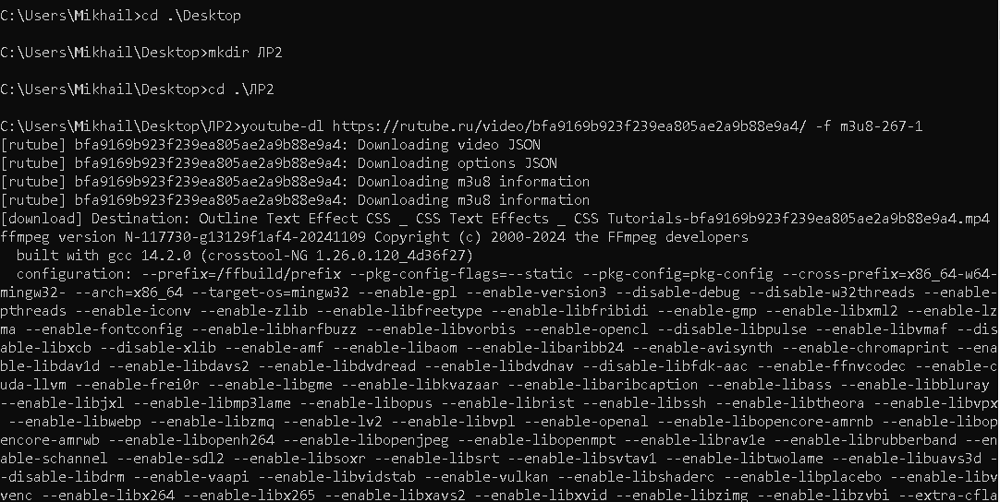 C:\Users\Mikhail>cd .\Desktop
C:\Users\Mikhail\Desktop>mkdir ЛР2
C:\Users\Mikhail\Desktop>cd .\ЛР2
C:\Users\Mikhail\Desktop\ЛР2>youtube-dl https://rutube.ru/video/bfa9169b923f239ea805ae2a9b88e9a4/ -f m3u8-267-1
[rutube] bfa9169b923f239ea805ae2a9b88e9a4: Downloading video JSON
[rutube] bfa9169b923f239ea805ae2a9b88e9a4: Downloading options JSON
[rutube] bfa9169b923f239ea805ae2a9b88e9a4: Downloading m3u8 information
[rutube] bfa9169b923f239ea805ae2a9b88e9a4: Downloading m3u8 information
[download] Destination: Outline Text Effect CSS _ CSS Text Effects _ CSS Tutorials-bfa9169b923f239ea805ae2a9b88e9a4.mp4
ffmpeg version N-117730-g13129f1af4-20241109 Copyright (c) 2000-2024 the FFmpeg developers
  built with gcc 14.2.0 (crosstool-NG 1.26.0.120_4d36f27)
  configuration: --prefix=/ffbuild/prefix --pkg-config-flags=--static --pkg-config=pkg-config --cross-prefix=x86_64-w64-
mingw32- --arch=x86_64 --target-os=mingw32 --enable-gpl --enable-version3 --disable-debug --disable-w32threads --enable-
pthreads --enable-iconv --enable-zlib --enable-libfreetype --enable-libfribidi --enable-gmp --enable-libxml2 --enable-lz
ma --enable-fontconfig --enable-libharfbuzz --enable-libvorbis --enable-opencl --disable-libpulse --enable-libvmaf --dis
able-libxcb --disable-xlib --enable-amf --enable-libaom --enable-libaribb24 --enable-avisynth --enable-chromaprint --ena
ble-libdav1d --enable-libdavs2 --enable-libdvdread --enable-libdvdnav --disable-libfdk-aac --enable-ffnvcodec --enable-c
uda-llvm --enable-frei0r --enable-libgme --enable-libkvazaar --enable-libaribcaption --enable-libass --enable-libbluray
--enable-libjxl --enable-libmp3lame --enable-libopus --enable-librist --enable-libssh --enable-libtheora --enable-libvpx
 --enable-libwebp --enable-libzmq --enable-lv2 --enable-libvpl --enable-openal --enable-libopencore-amrnb --enable-libop
encore-amrwb --enable-libopenh264 --enable-libopenjpeg --enable-libopenmpt --enable-librav1e --enable-librubberband --en
able-schannel --enable-sdl2 --enable-libsoxr --enable-libsrt --enable-libsvtav1 --enable-libtwolame --enable-libuavs3d -
-disable-libdrm --enable-vaapi --enable-libvidstab --enable-vulkan --enable-libshaderc --enable-libplacebo --enable-libv
venc --enable-libx264 --enable-libx265 --enable-libxavs2 --enable-libxvid --enable-libzimg --enable-libzvbi --extra-cfla